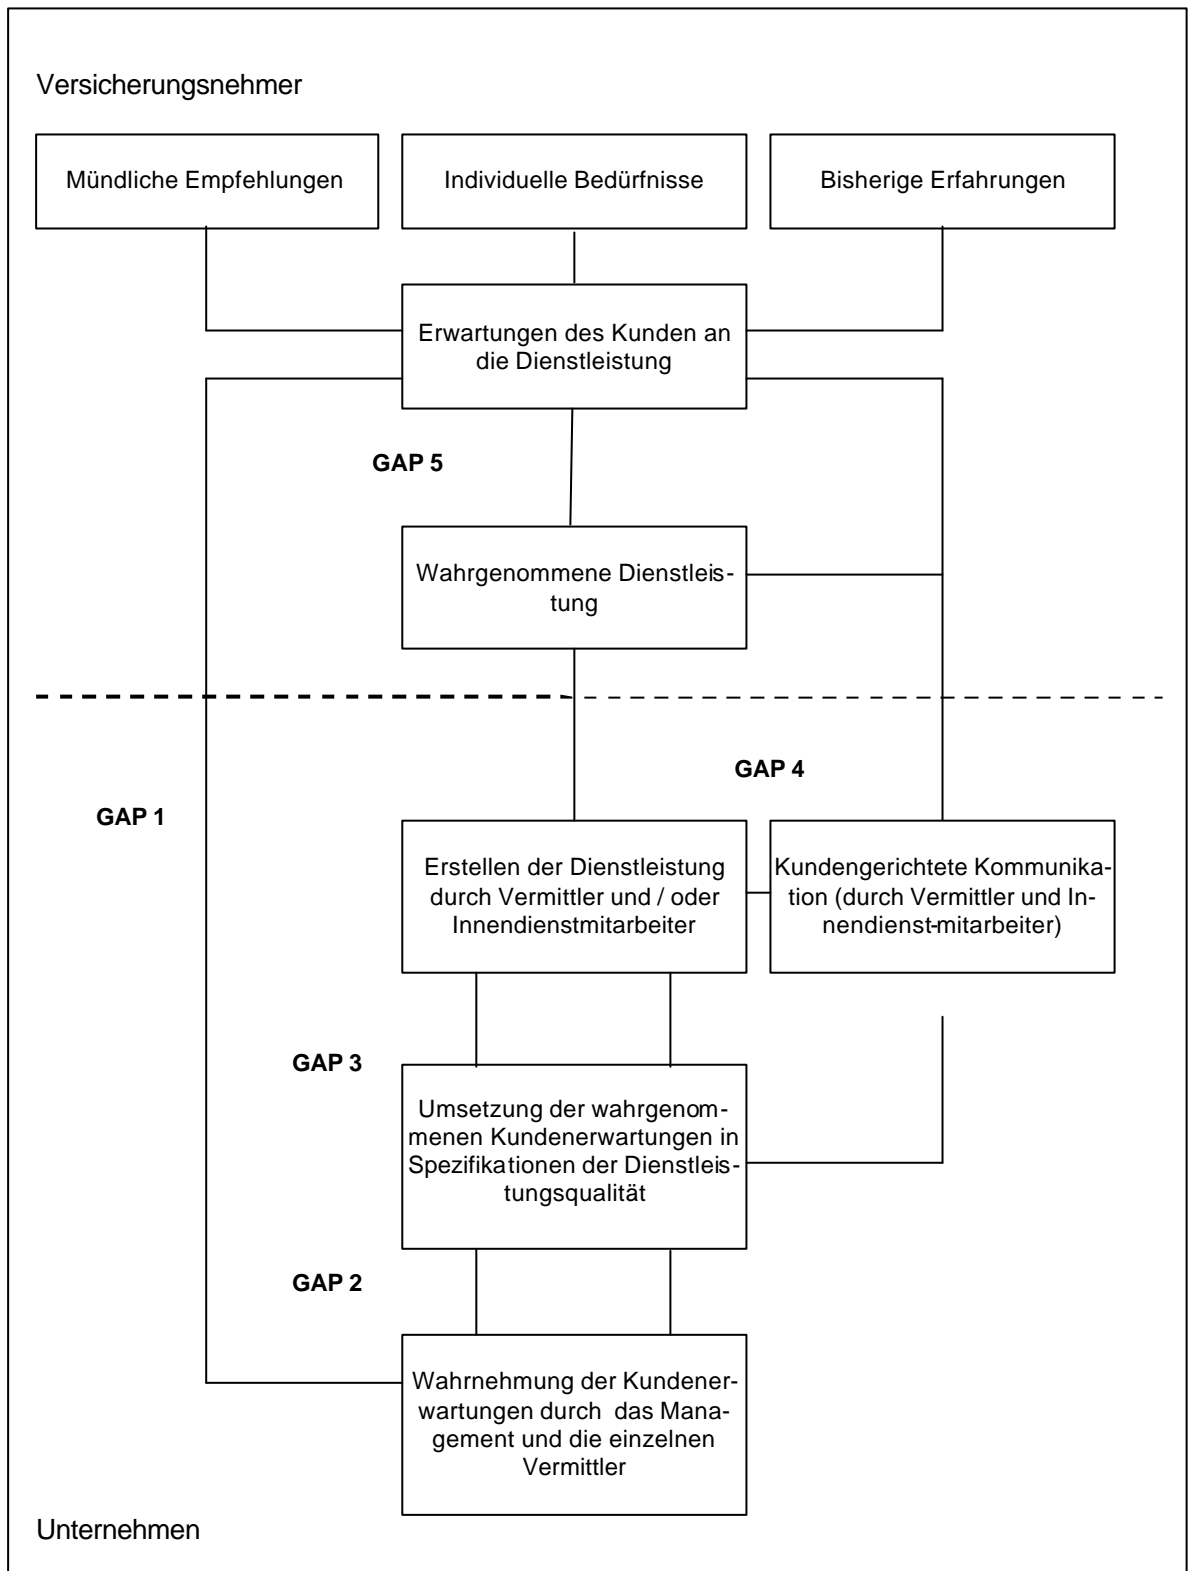 Versicherungsnehmer
Mündliche Empfehlungen
Individuelle Bedürfnisse
Bisherige Erfahrungen
Erwartungen des Kunden an
die Dienstleistung
GAP 5
Wahrgenommene Dienstleis-
tung
GAP 4
GAP 1
Erstellen der Dienstleistung
durch Vermittler und / oder
Innendienstmitarbeiter
Kundengerichtete Kommunika-
tion (durch Vermittler und In-
nendienst-mitarbeiter)
GAP 3
Umsetzung der wahrgenom-
menen Kundenerwartungen in
Spezifikationen der Dienstleis-
tungsqualität
GAP 2
Wahrnehmung der Kundener-
wartungen durch das Mana-
gement und die einzelnen
Vermittler
Unternehmen